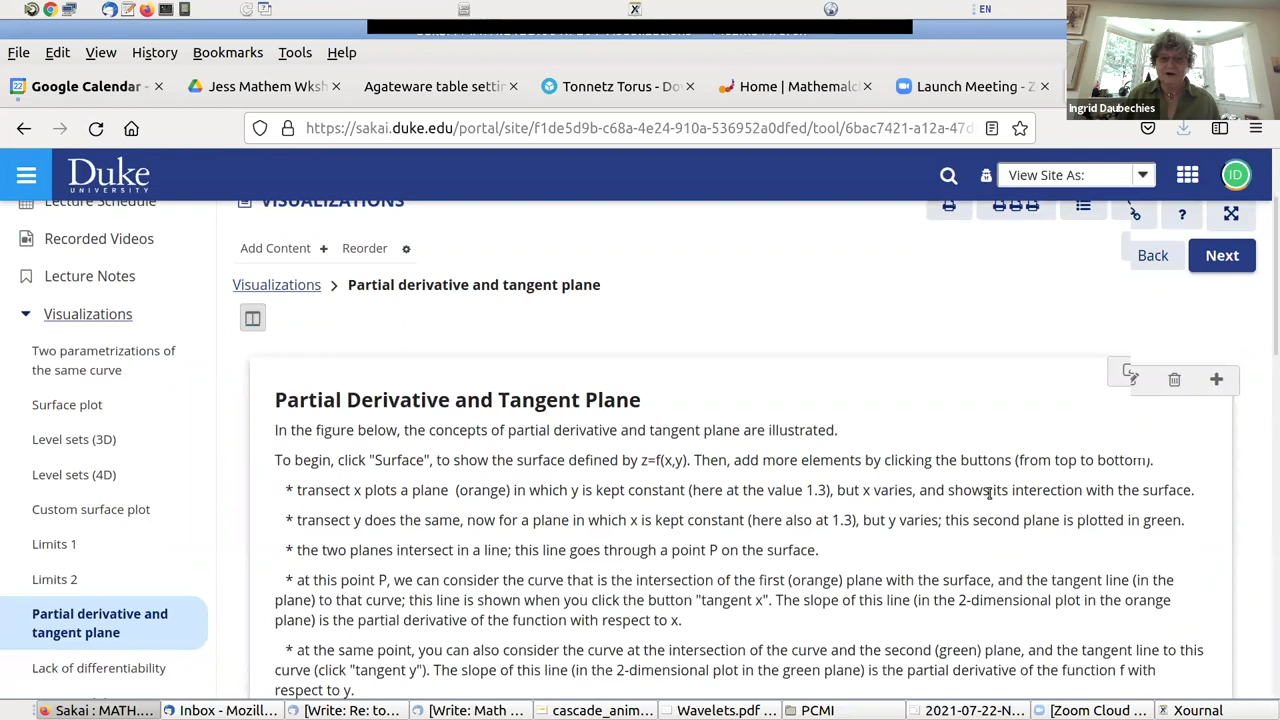 EN
File Edit View History Bookmarks Tools Help
Google Calendar - Jess Mathem Wksh Agateware table settin Tonnetz Torus - Do Home | Mathemalc Launch Meeting - Z
Ingrid Daubechies
https://sakai.duke.edu/portal/site/
Duke
UNIVERSITY
View Site As:
ID
Lecture Schedule
VISUALIZATIONS
Recorded Videos
Add Content + Reorder
Back Next
Lecture Notes
Visualizations > Partial derivative and tangent plane
Visualizations
Two parametrizations of
the same curve
Surface plot
Level sets (3D)
Level sets (4D)
Custom surface plot
Limits 1
Limits 2
Partial derivative and
tangent plane
Lack of differentiability
Partial Derivative and Tangent Plane
In the figure below, the concepts of partial derivative and tangent plane are illustrated.
To begin, click "Surface", to show the surface defined by z=f(x,y). Then, add more elements by clicking the buttons (from top to bottom).
* transect x plots a plane (orange) in which y is kept constant (here at the value 1.3), but x varies, and shows its interection with the surface.
* transect y does the same, now for a plane in which x is kept constant (here also at 1.3), but y varies; this second plane is plotted in green.
* the two planes intersect in a line; this line goes through a point P on the surface.
* at this point P, we can consider the curve that is the intersection of the first (orange) plane with the surface, and the tangent line (in the
plane) to that curve; this line is shown when you click the button "tangent x". The slope of this line (in the 2-dimensional plot in the orange
plane) is the partial derivative of the function with respect to x.
* at the same point, you can also consider the curve at the intersection of the curve and the second (green) plane, and the tangent line to this
curve (click "tangent y"). The slope of this line (in the 2-dimensional plot in the green plane) is the partial derivative of the function f with
respect to y.
Sakai : MATH.... Inbox - Mozill... [Write: Re: to... [Write: Math ... cascade_anim... Wavelets.pdf ... PCMI 2021-07-22-N... [Zoom Cloud ... Xournal